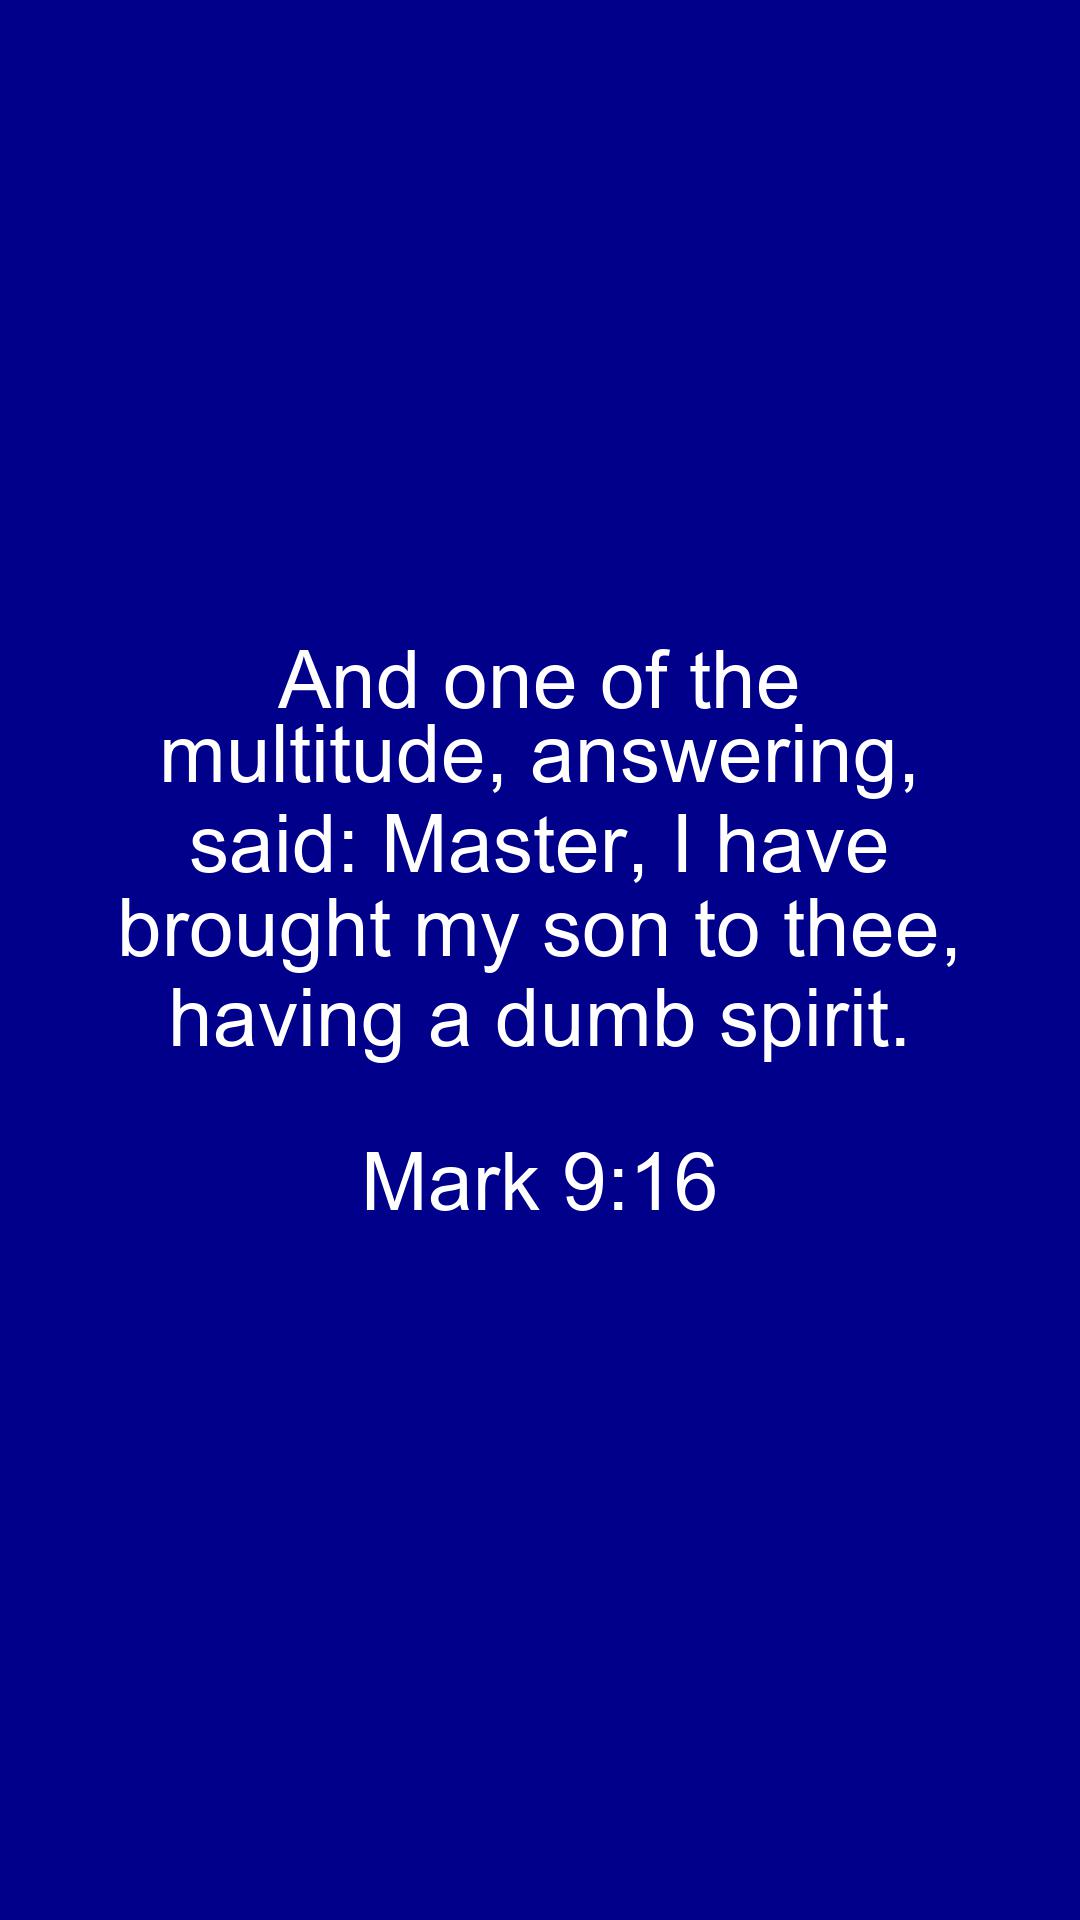 And one of the
multitude, answering,
said: Master, I have
brought my son to thee,
having a dumb spirit.
Mark 9:16